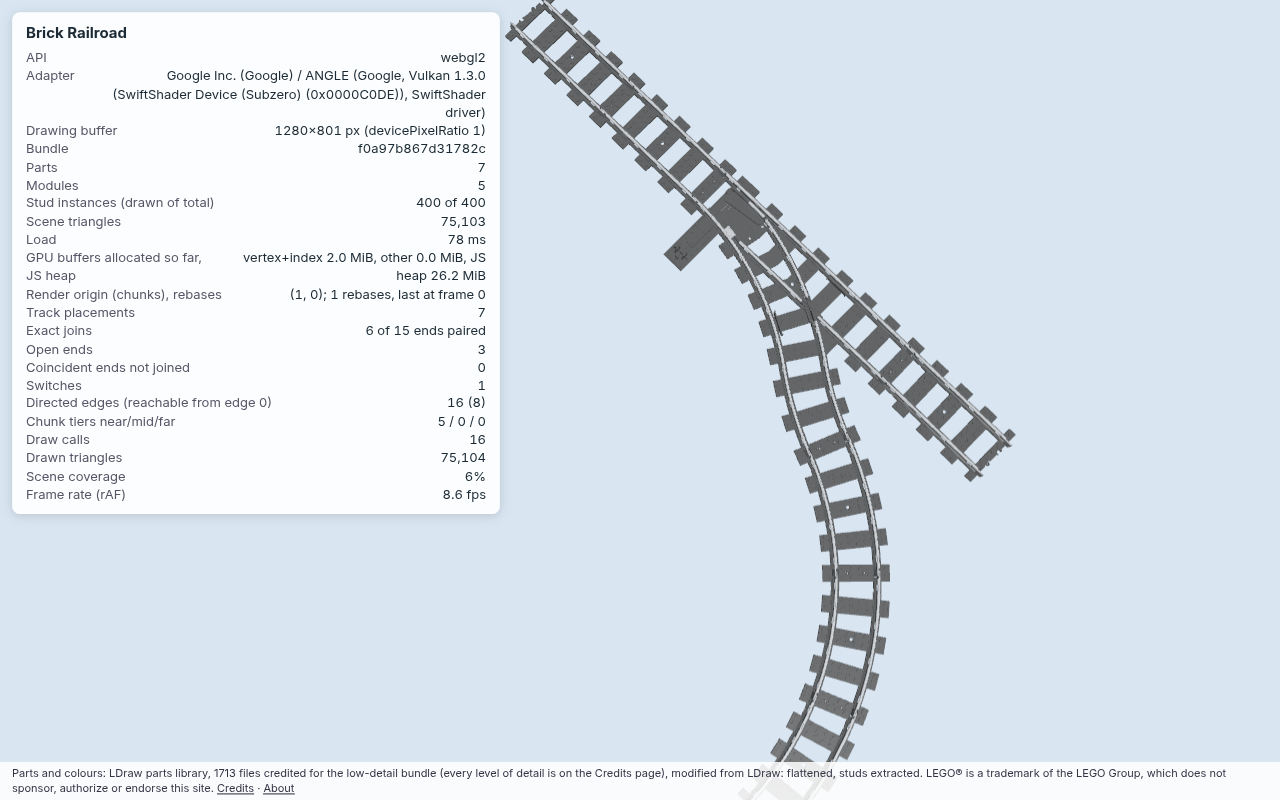 Brick Railroad
API webgl2
Adapter Google Inc. (Google) / ANGLE (Google, Vulkan 1.3.0
(SwiftShader Device (Subzero) (0x0000C0DE)), SwiftShader
driver)
Drawing buffer 1280×801 px (devicePixelRatio 1)
Bundle f0a97b867d31782c
Parts 7
Modules 5
Stud instances (drawn of total) 400 of 400
Scene triangles 75,103
Load 78 ms
GPU buffers allocated so far, vertex+index 2.0 MiB, other 0.0 MiB, JS
JS heap heap 26.2 MiB
Render origin (chunks), rebases (1, 0); 1 rebases, last at frame 0
Track placements 7
Exact joins 6 of 15 ends paired
Open ends 3
Coincident ends not joined 0
Switches 1
Directed edges (reachable from edge 0) 16 (8)
Chunk tiers near/mid/far 5 / 0 / 0
Draw calls 16
Drawn triangles 75,104
Scene coverage 6%
Frame rate (rAF) 8.6 fps
Parts and colours: LDraw parts library, 1713 files credited for the low-detail bundle (every level of detail is on the Credits page), modified from LDraw: flattened, studs extracted. LEGO® is a trademark of the LEGO Group, which does not
sponsor, authorize or endorse this site. Credits · About